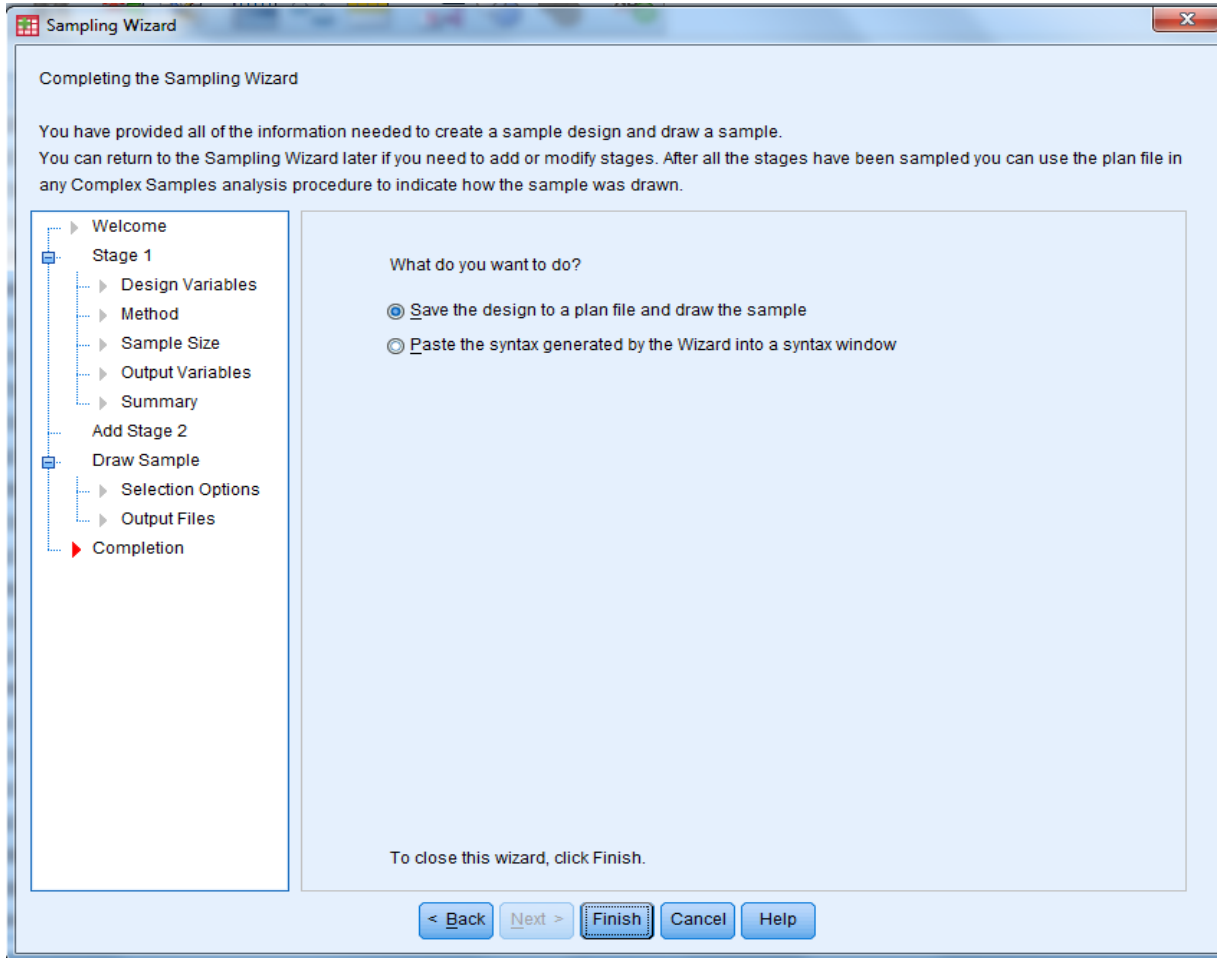 Sampling Wizard
Completing the Sampling Wizard
You have provided all of the information needed to create a sample design and draw a sample.
You can return to the Sampling Wizard later if you need to add or modify stages. After all the stages have been sampled you can use the plan file in
any Complex Samples analysis procedure to indicate how the sample was drawn.
Welcome
Stage 1
Design Variables
Method
Sample Size
Output Variables
Summary
Add Stage 2
Draw Sample
Selection Options
Output Files
Completion
What do you want to do?
Save the design to a plan file and draw the sample
Paste the syntax generated by the Wizard into a syntax window
To close this wizard, click Finish.
< Back Next > Finish Cancel Help